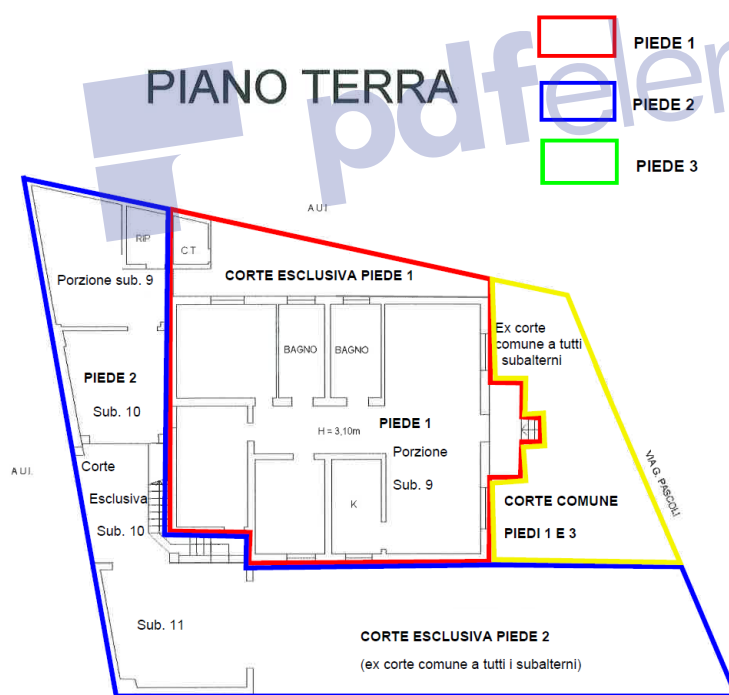 PIANO TERRA
pdfelem
PIEDE 1
PIEDE 2
PIEDE 3
A U.I.
RIP
C T
CORTE ESCLUSIVA PIEDE 1
Porzione sub. 9
Ex corte
comune a tutti
subalterni
BAGNO
BAGNO
PIEDE 2
Sub. 10
PIEDE 1
H = 3,10m
Porzione
Sub. 9
A U.I.
Corte
Esclusiva
Sub. 10
K
VIA G. PASCOLI
CORTE COMUNE
PIEDI 1 E 3
Sub. 11
CORTE ESCLUSIVA PIEDE 2
(ex corte comune a tutti i subalterni)